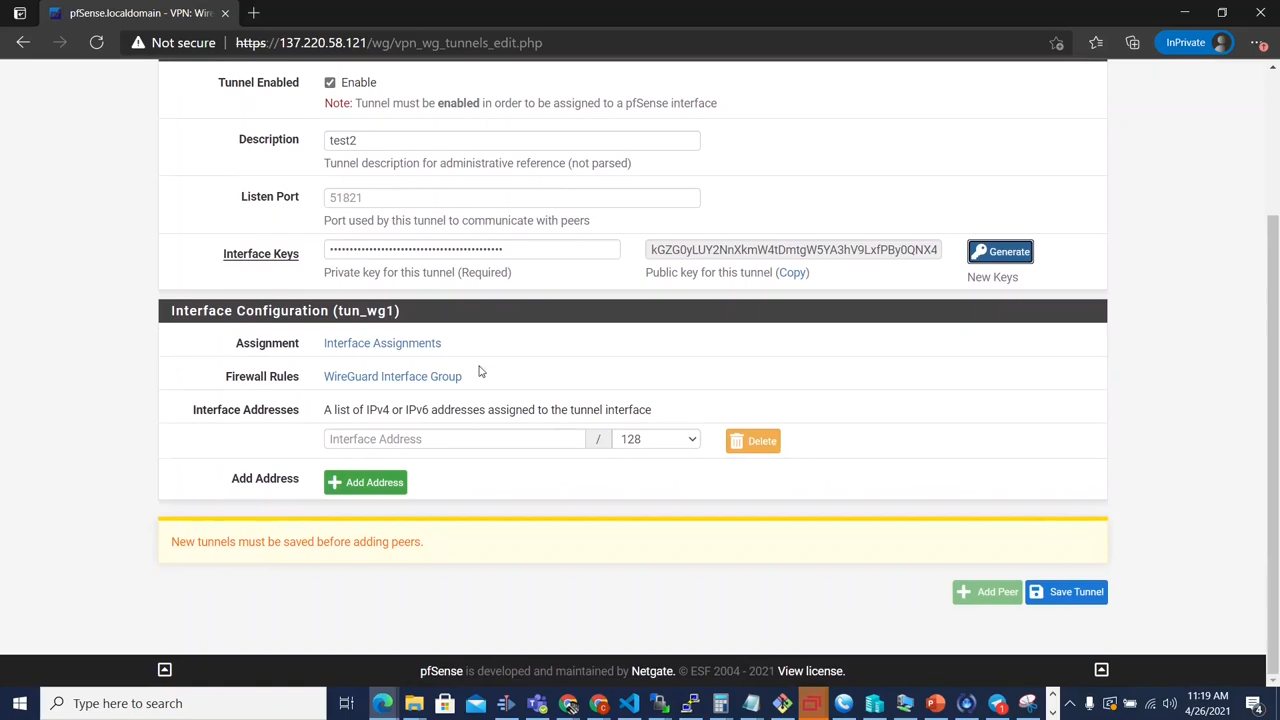 pfSense.localdomain - VPN: Wire
Not secure
https://137.220.58.121/wg/vpn_wg_tunnels_edit.php
InPrivate
Tunnel Enabled
Enable
Note: Tunnel must be enabled in order to be assigned to a pfSense interface
Description
test2
Tunnel description for administrative reference (not parsed)
Listen Port
51821
Port used by this tunnel to communicate with peers
Interface Keys
kGZG0yLUY2NnXkmW4tDmtgW5YA3hV9LxfPBy0QNX4
Generate
Private key for this tunnel (Required)
Public key for this tunnel (Copy)
New Keys
Interface Configuration (tun_wg1)
Assignment
Interface Assignments
Firewall Rules
WireGuard Interface Group
Interface Addresses
A list of IPv4 or IPv6 addresses assigned to the tunnel interface
Interface Address
/
128
Delete
Add Address
Add Address
New tunnels must be saved before adding peers.
Add Peer
Save Tunnel
pfSense is developed and maintained by Netgate. © ESF 2004 - 2021 View license.
Type here to search
11:19 AM
4/26/2021